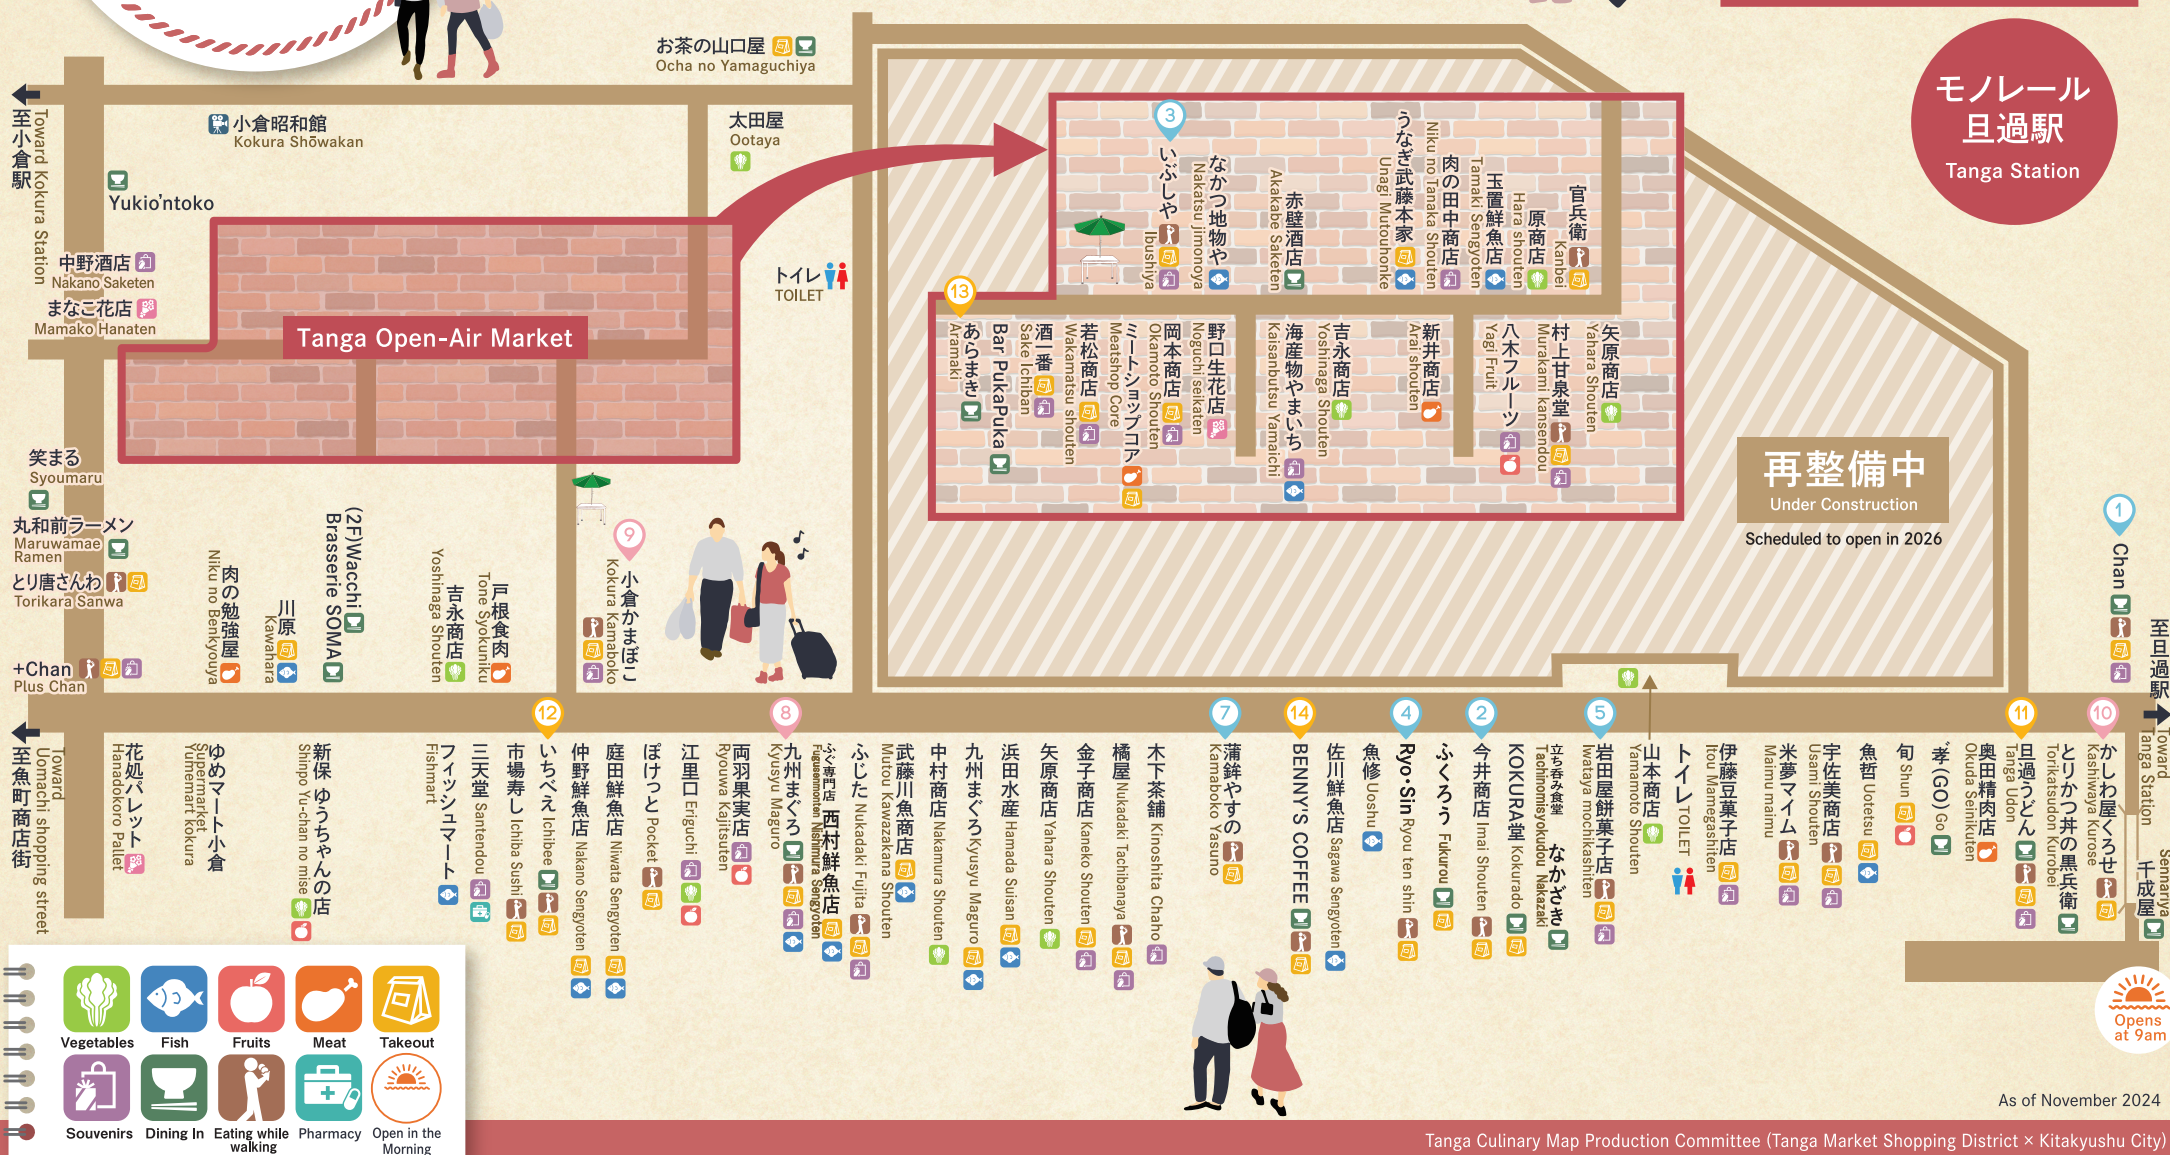 お茶の山口屋
Ocha no Yamaguchiya
至小倉駅
Toward Kokura Station
小倉昭和館
Kokura Shōwakan
太田屋
Ootaya
Yukio'ntoko
中野酒店
Nakano Saketen
まなこ花店
Mamako Hanaten
トイレ
TOILET
Tanga Open-Air Market
モノレール
旦過駅
Tanga Station
3
いぶしや
Ibushiya
なかつ地物や
Nakatsu jimonoya
赤壁酒店
Akakabe Saketen
うなぎ武藤本家
Unagi Mutouhonke
肉の田中商店
Niku no Tanaka Shouten
玉置鮮魚店
Tamaki Sengyoten
原商店
Hara shouten
官兵衛
Kanbei
13
あらまき
Aramaki
Bar PukaPuka
酒一番
Sake Ichiban
若松商店
Wakamatsu shouten
ミートショップコア
Meatshop Core
岡本商店
Okamoto Shouten
野口生花店
Noguchi seikaten
海産物やまいち
Kaisanbutsu Yamaichi
吉永商店
Yoshinaga Shouten
新井商店
Arai shouten
八木フルーツ
Yagi Fruit
村上甘泉堂
Murakami kansendou
矢原商店
Yahara Shouten
再整備中
Under Construction
Scheduled to open in 2026
笑まる
Syoumaru
丸和前ラーメン
Maruwamae
Ramen
とり唐さんわ
Torikara Sanwa
+Chan
Plus Chan
肉の勉強屋
Niku no Benkyouya
川原
Kawahara
(2F)Wacchi
Brasserie SOMA
吉永商店
Yoshinaga Shouten
戸根食肉
Tone Syokuniku
9
小倉かまぼこ
Kokura Kamaboko
1
Chan
至旦過駅
Toward
Tanga Station
至魚町商店街
Toward
Uomachi shopping street
花処パレット
Hanadokoro Pallet
ゆめマート小倉
Supermarket
Yumemart Kokura
新保 ゆうちゃんの店
Shinpo Yu-chan no mise
フィッシュマート
Fishmart
三天堂 Santendou
市場寿し Ichiba Sushi
12
いちべえ Ichibee
仲野鮮魚店 Nakano Sengyoten
庭田鮮魚店 Niwata Sengyoten
ぽけっと Pocket
江里口 Eriguchi
両羽果実店
Ryouwa Kajitsuten
8
九州まぐろ
Kyusyu Maguro
ふぐ専門店 西村鮮魚店
Fugusenmonten Nishimura Sengyoten
ふじた Nukadaki Fujita
武藤川魚商店
Mutou Kawazakana Shouten
中村商店 Nakamura Shouten
九州まぐろ Kyusyu Maguro
浜田水産 Hamada Suisan
矢原商店 Yahara Shouten
金子商店 Kaneko Shouten
橘屋 Nukadaki Tachibanaya
木下茶舗 Kinoshita Chaho
7
蒲鉾やすの
Kamaboko Yasuno
14
BENNY'S COFFEE
佐川鮮魚店 Sagawa Sengyoten
魚修 Uoshu
4
Ryo・Sin Ryou ten shin
ふくろう Fukurou
2
今井商店 Imai Shouten
KOKURA堂 Kokurado
立ち呑み食堂 なかざき
Tachinomisyokudou Nakazaki
5
岩田屋餅菓子店
Iwataya mochikashiten
山本商店
Yamamoto Shouten
トイレ TOILET
伊藤豆菓子店
Itou Mamegashiten
米夢マイム
Maimu maimu
宇佐美商店
Usami Shouten
魚哲 Uotetsu
旬 Shun
孝(GO) Go
奥田精肉店
Okuda Seinikuten
11
旦過うどん
Tanga Udon
とりかつ丼の黒兵衛
Torikatsudon Kurobei
10
かしわ屋くろせ
Kashiwaya Kurose
千成屋
Sennariya
Vegetables
Fish
Fruits
Meat
Takeout
Souvenirs
Dining In
Eating while
walking
Pharmacy
Open in the
Morning
Opens
at 9am
As of November 2024
Tanga Culinary Map Production Committee (Tanga Market Shopping District × Kitakyushu City)